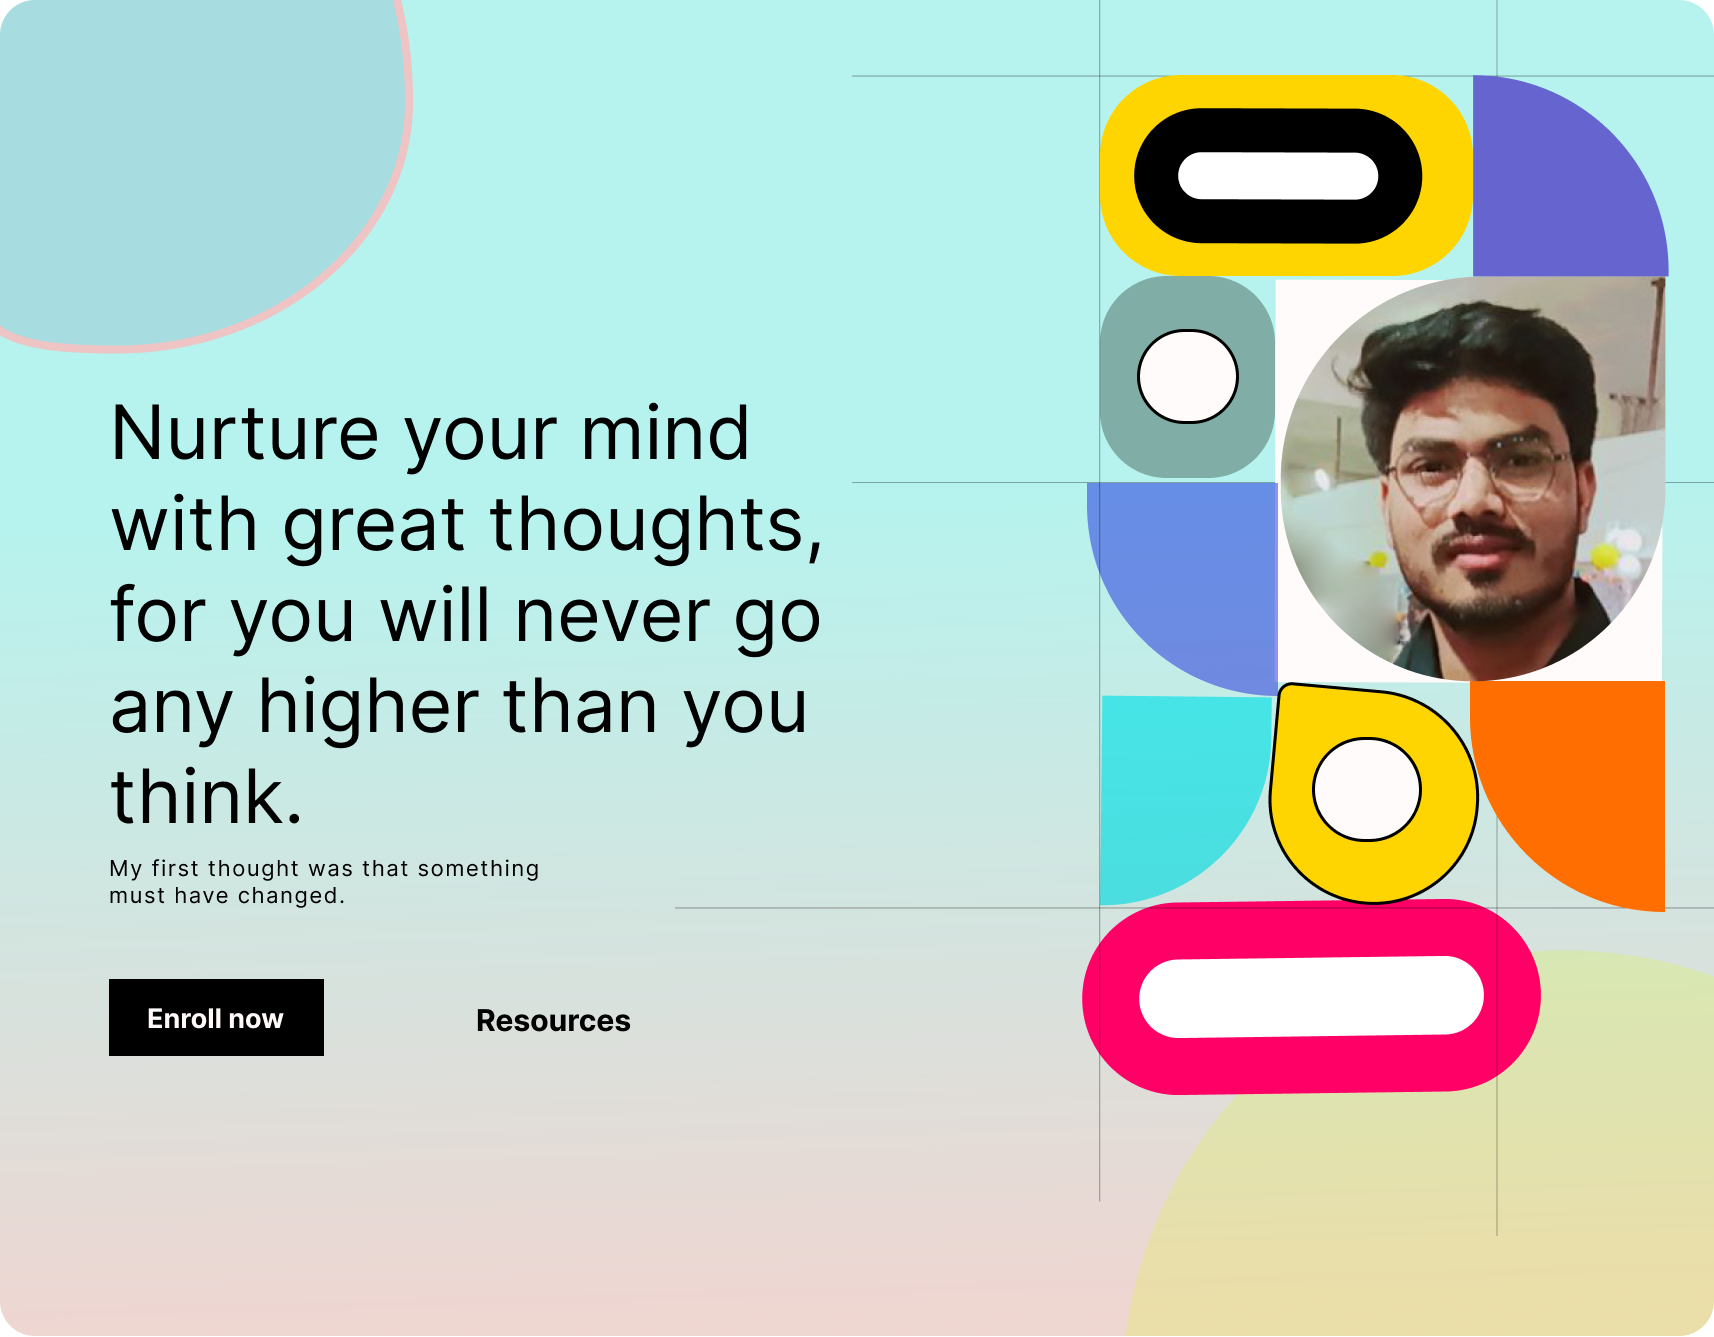 Nurture your mind
with great thoughts,
for you will never go
any higher than you
think.
My first thought was that something
must have changed.
Enroll now
Resources